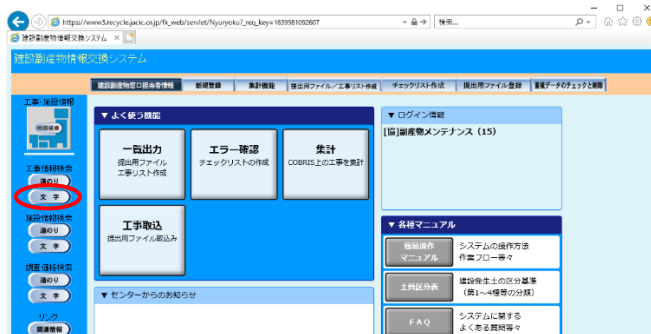 https://www3.recycle.jacic.or.jp/fk_web/servlet/Nyuryoku?_req_key=1639981092607
検索...
建設副産物情報交換システム
建設副産物情報交換システム
建設副産物窓口担当者情報 新規登録 集計機能 提出用ファイル/工事リスト作成 チェックリスト作成 提出用ファイル登録 重複データのチェックと削除
工事・施設情報
地図検索
工事情報検索
道のり
文 字
施設情報検索
道のり
文 字
調査価格検索
道のり
文 字
リンク
関連情報
▼ よく使う機能
一覧出力
提出用ファイル
工事リスト作成
エラー確認
チェックリストの作成
集計
COBRIS上の工事を集計
工事取込
提出用ファイル取込み
▼ センターからのお知らせ
▼ ログイン情報
[協]副産物メンテナンス（15）
▼ 各種マニュアル
簡易操作
マニュアル
システムの操作方法
作業フロー等々
土質区分表
建設発生土の区分基準
（第1～4種等の分類）
FAQ
システムに関する
よくある質問等々